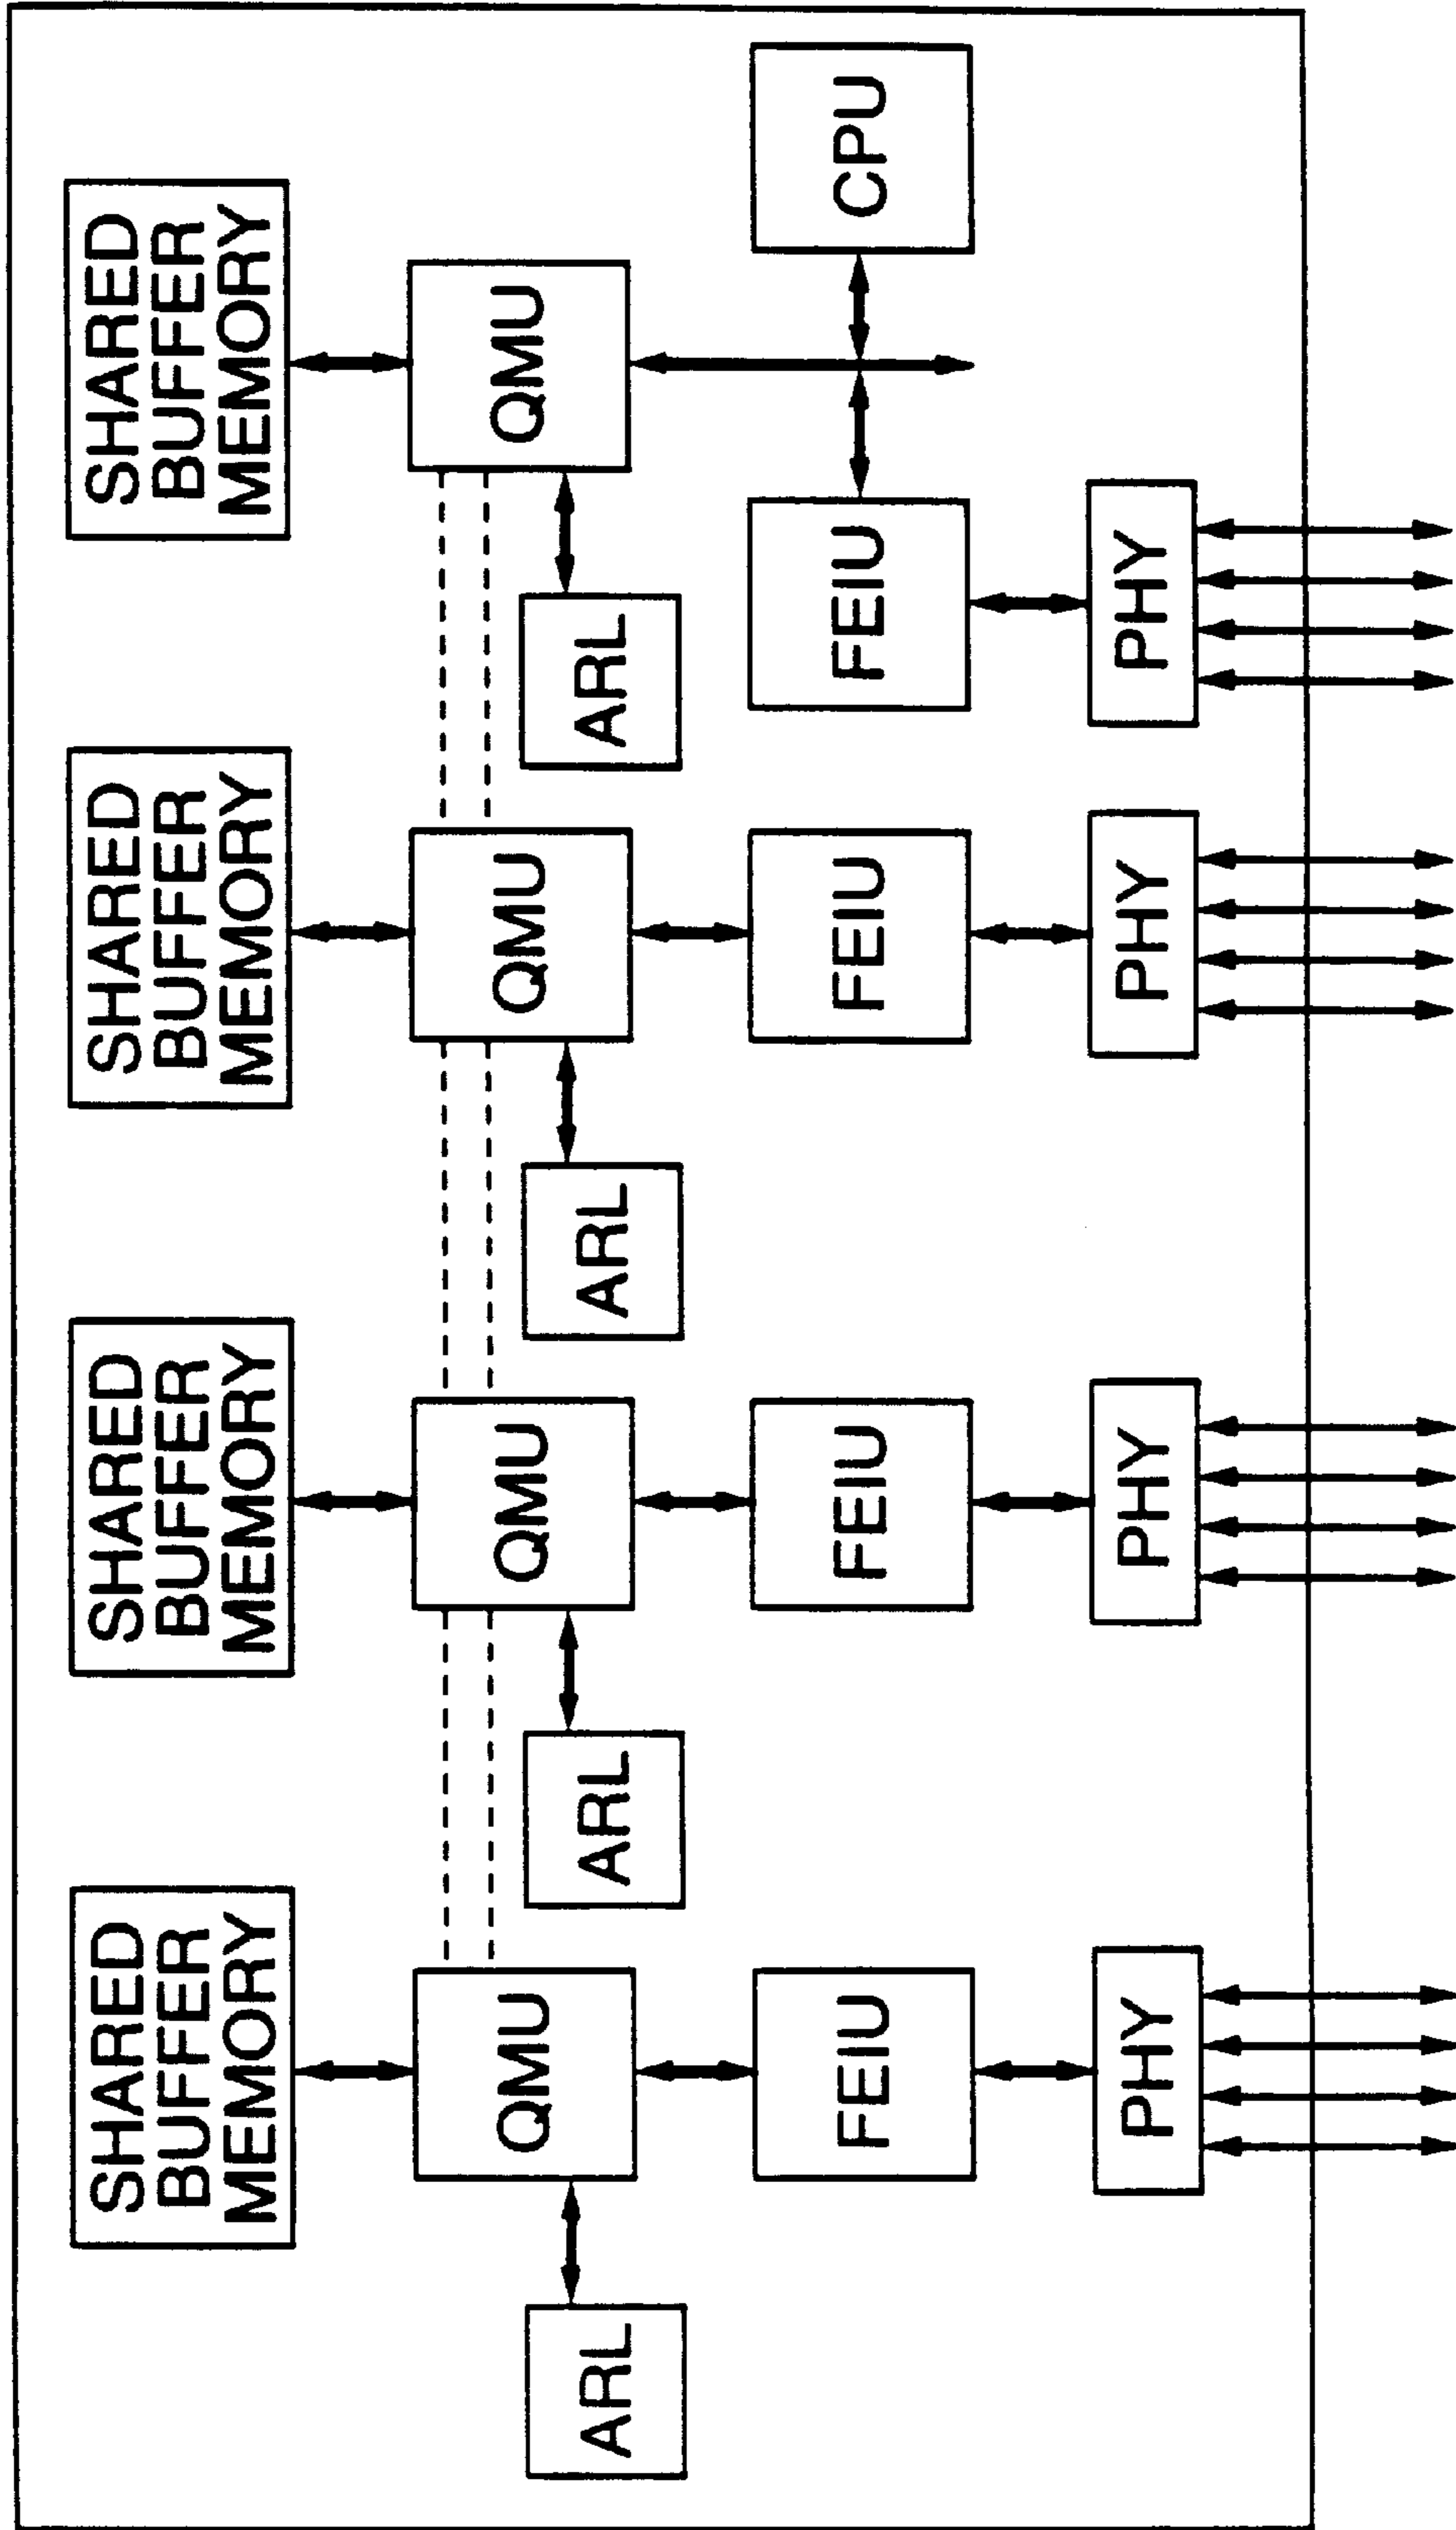 SHARED
BUFFER
MEMORY
SHARED
BUFFER
MEMORY
SHARED
BUFFER
MEMORY
SHARED
BUFFER
MEMORY
QMU
QMU
QMU
QMU
ARL
ARL
ARL
ARL
FEIU
FEIU
FEIU
FEIU
CPU
PHY
PHY
PHY
PHY